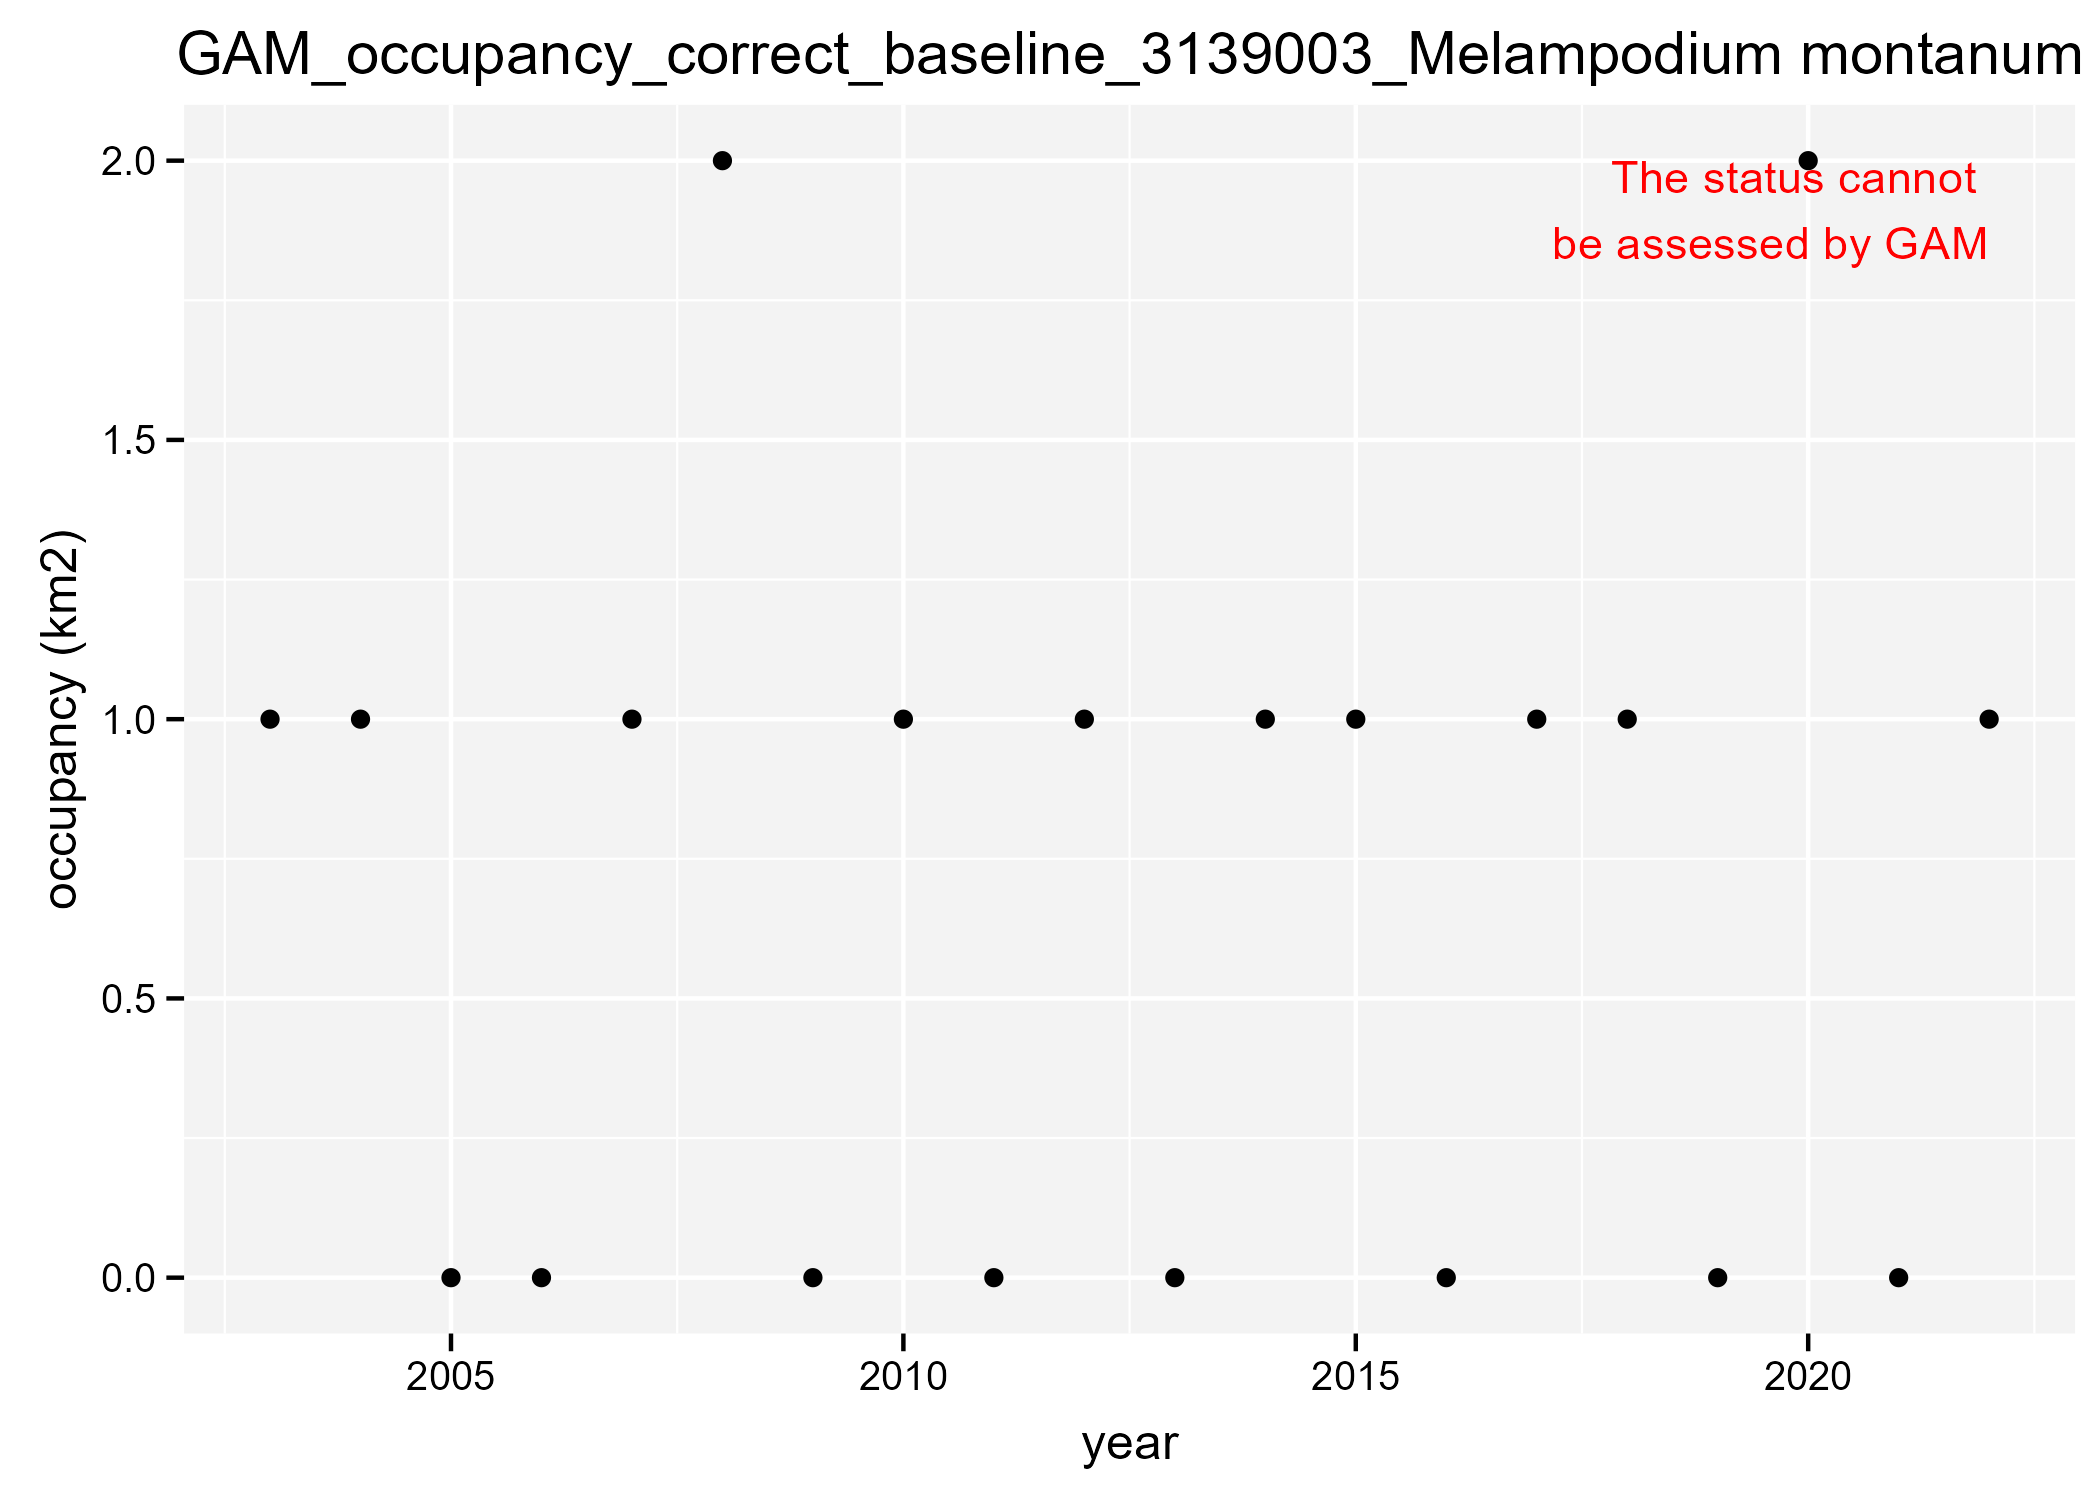 GAM_occupancy_correct_baseline_3139003_Melampodium montanum
The status cannot
be assessed by GAM
occupancy (km2)
2.0
1.5
1.0
0.5
0.0
2005 2010 2015 2020
year